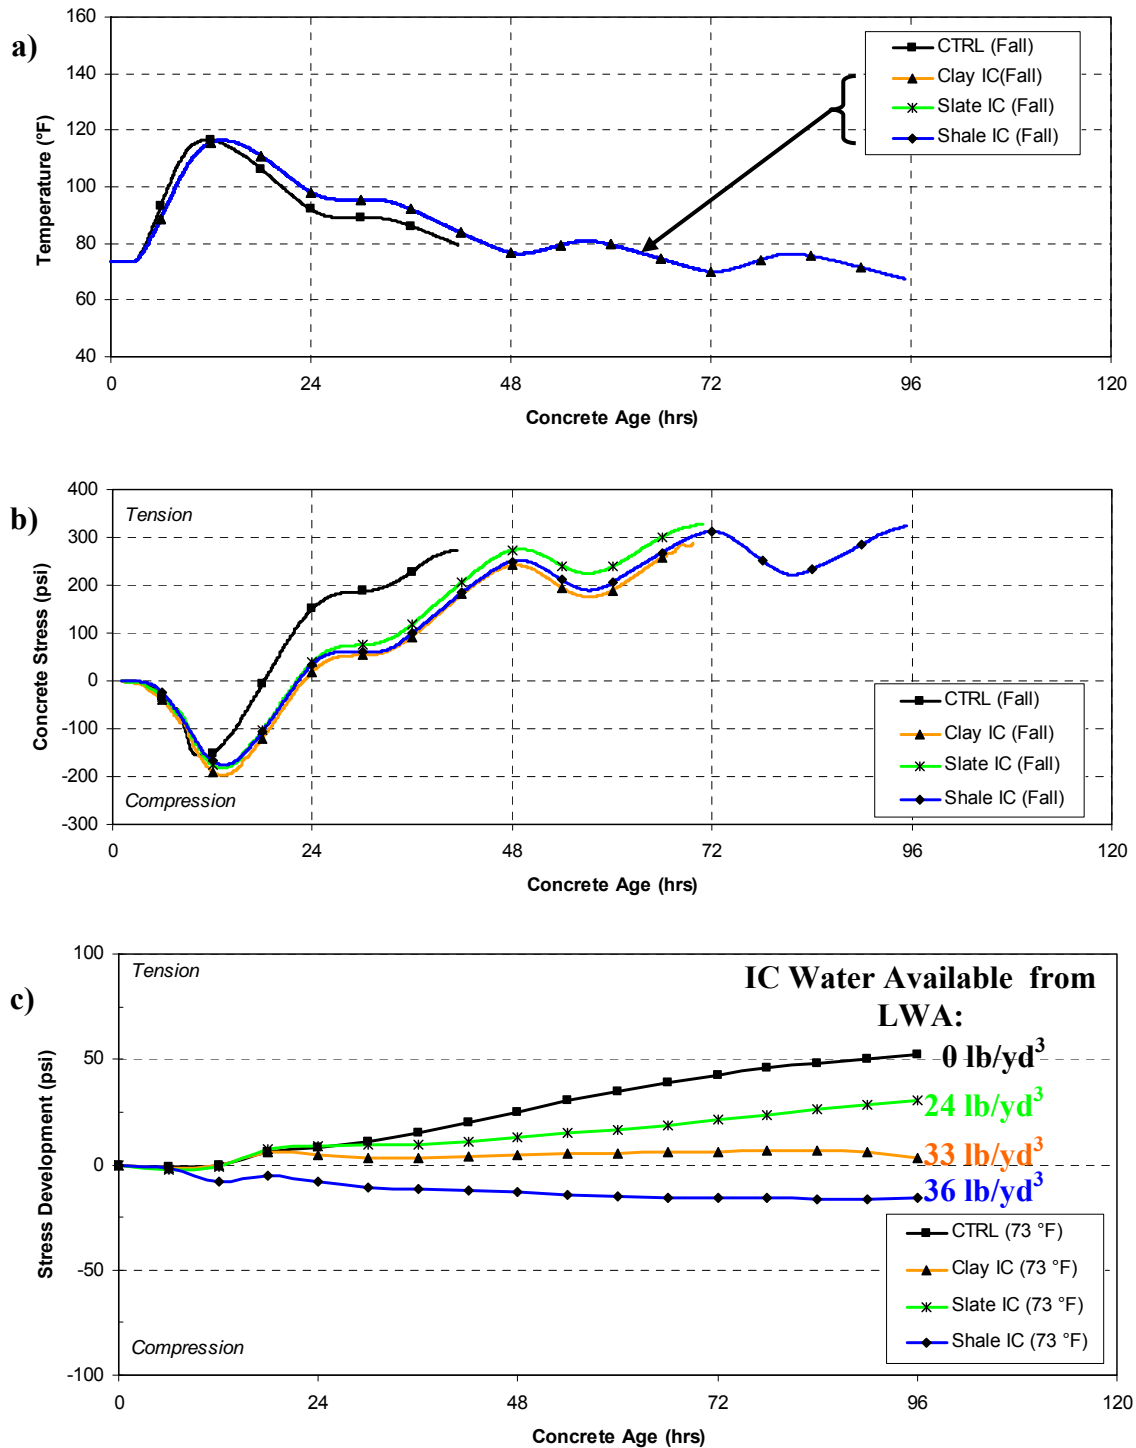 a)
160
140
120
100
80
60
40
Temperature (°F)
0 24 48 72 96 120
Concrete Age (hrs)
CTRL (Fall)
Clay IC(Fall)
Slate IC (Fall)
Shale IC (Fall)
b)
400
300
200
100
0
-100
-200
-300
Concrete Stress (psi)
Tension
Compression
0 24 48 72 96 120
Concrete Age (hrs)
CTRL (Fall)
Clay IC (Fall)
Slate IC (Fall)
Shale IC (Fall)
c)
100
50
0
-50
-100
Stress Development (psi)
Tension
Compression
IC Water Available from
LWA:
0 lb/yd³
24 lb/yd³
33 lb/yd³
36 lb/yd³
CTRL (73 °F)
Clay IC (73 °F)
Slate IC (73 °F)
Shale IC (73 °F)
0 24 48 72 96 120
Concrete Age (hrs)